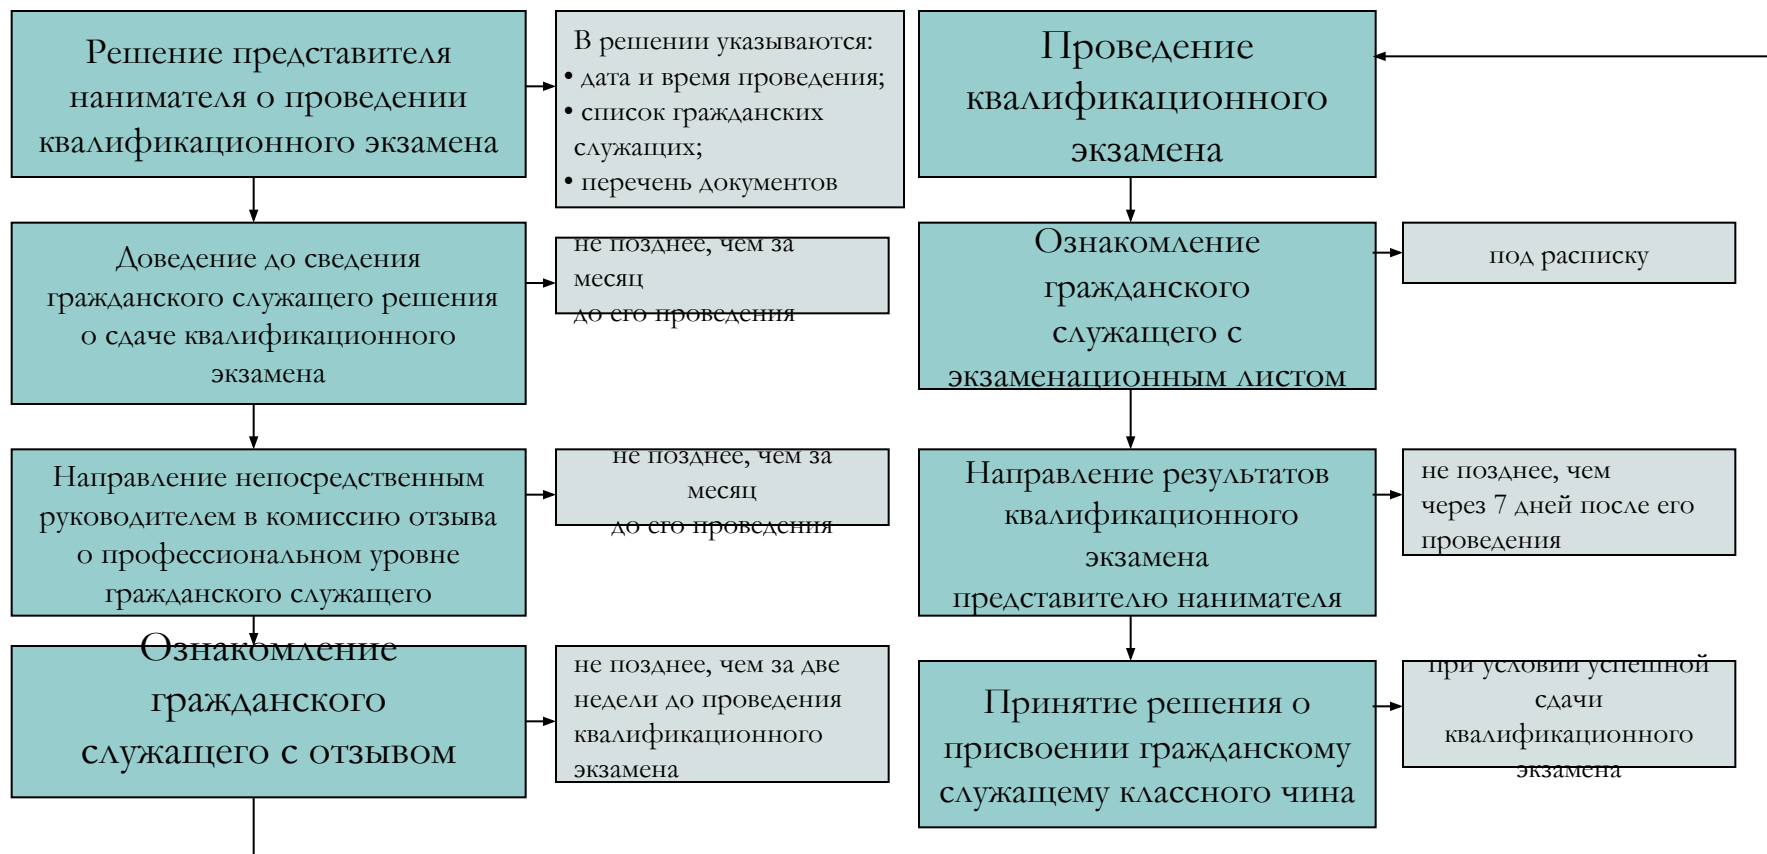 Решение представителя
нанимателя о проведении
квалификационного экзамена
В решении указываются:
• дата и время проведения;
• список гражданских
служащих;
• перечень документов
Доведение до сведения
гражданского служащего решения
о сдаче квалификационного
экзамена
не позднее, чем за
месяц
до его проведения
Направление непосредственным
руководителем в комиссию отзыва
о профессиональном уровне
гражданского служащего
не позднее, чем за
месяц
до его проведения
Ознакомление
гражданского
служащего с отзывом
не позднее, чем за две
недели до проведения
квалификационного
экзамена
Проведение
квалификационного
экзамена
Ознакомление
гражданского
служащего с
экзаменационным листом
под расписку
Направление результатов
квалификационного
экзамена
представителю нанимателя
не позднее, чем
через 7 дней после его
проведения
Принятие решения о
присвоении гражданскому
служащему классного чина
при условии успешной
сдачи
квалификационного
экзамена